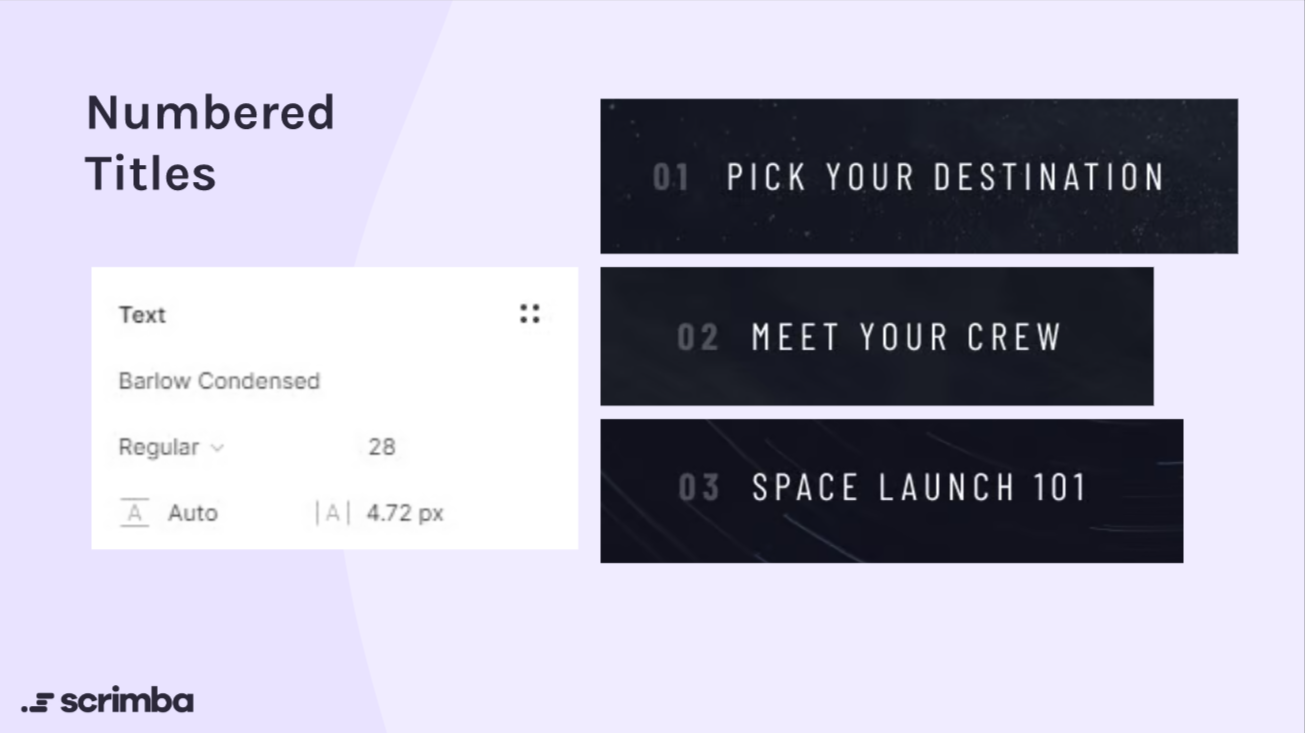 Numbered
Titles
Text
Barlow Condensed
Regular 28
A Auto |A| 4.72 px
01 PICK YOUR DESTINATION
02 MEET YOUR CREW
03 SPACE LAUNCH 101
scrimba